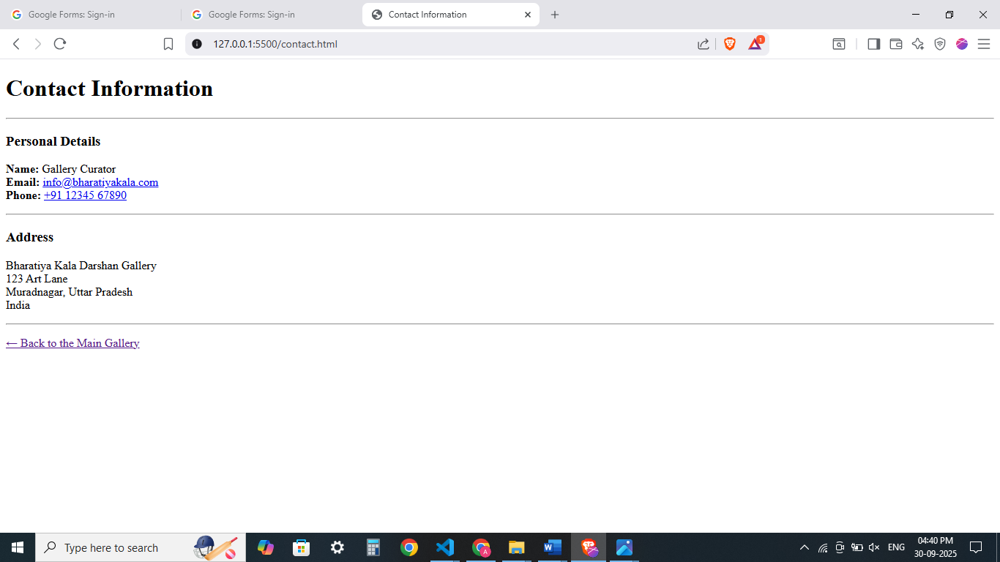 Google Forms: Sign-in
Google Forms: Sign-in
Contact Information
127.0.0.1:5500/contact.html
1
Contact Information
Personal Details
Name: Gallery Curator
Email: info@bharatiyakala.com
Phone: +91 12345 67890
Address
Bharatiya Kala Darshan Gallery
123 Art Lane
Muradnagar, Uttar Pradesh
India
← Back to the Main Gallery
Type here to search
A
W
ENG
04:40 PM
30-09-2025